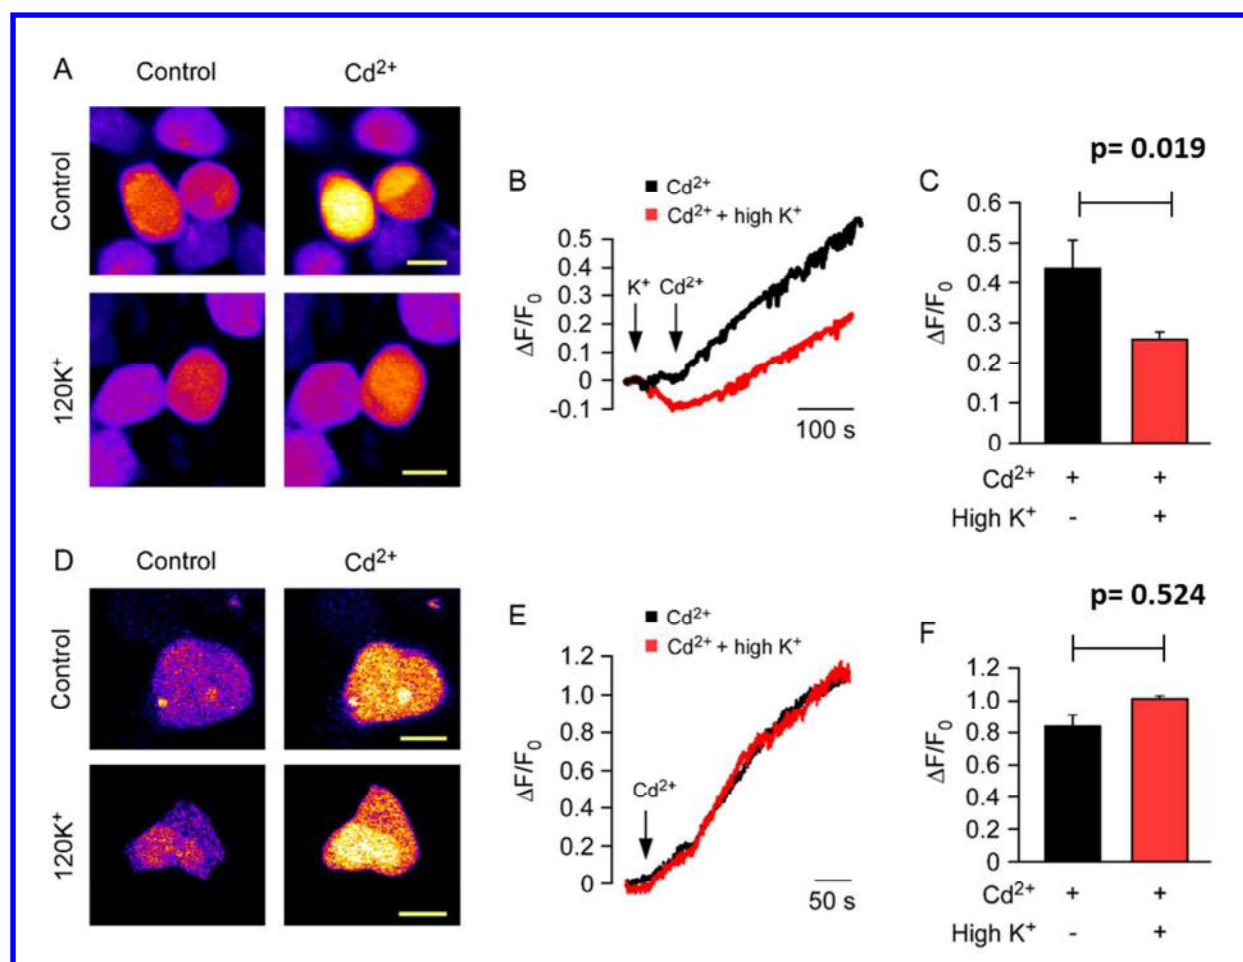 A
Control
Cd²⁺
Control
120K⁺
B
Cd²⁺
Cd²⁺ + high K⁺
0.5
0.4
0.3
0.2
0.1
0
-0.1
ΔF/F₀
K⁺ Cd²⁺
100 s
C
p= 0.019
0.6
0.5
0.4
0.3
0.2
0.1
0
ΔF/F₀
Cd²⁺ + +
High K⁺ - +
D
Control
Cd²⁺
Control
120K⁺
E
Cd²⁺
Cd²⁺ + high K⁺
1.2
1.0
0.8
0.6
0.4
0.2
0
ΔF/F₀
Cd²⁺
50 s
F
p= 0.524
1.2
1.0
0.8
0.6
0.4
0.2
0
ΔF/F₀
Cd²⁺ + +
High K⁺ - +